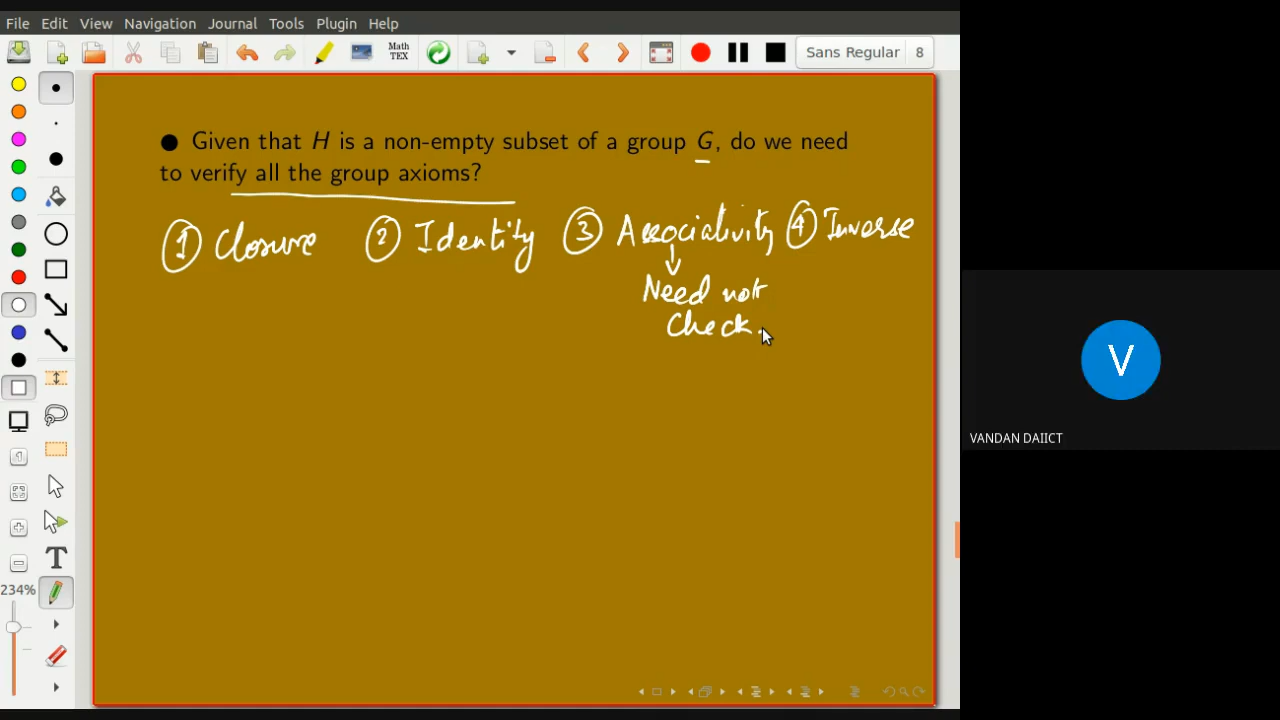 File Edit View Navigation Journal Tools Plugin Help
Math TEX
Sans Regular 8
● Given that H is a non-empty subset of a group G, do we need
to verify all the group axioms?
① Closure ② Identity ③ Associativity ④ Inverse
↓
Need not
Check.
234%
T
V
VANDAN DAIICT